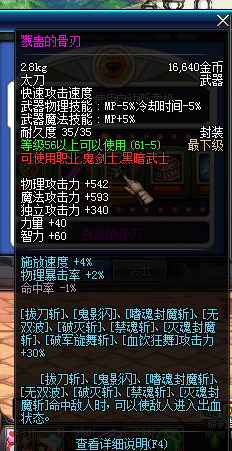 戮蛊的骨刃
2.8kg 16,640金币
太刀 武器
快速攻击速度
武器物理技能：MP-5%冷却时间-5%
武器魔法技能：MP+5%
耐久度 35/35 封装
等级56以上可以使用 (61-5) 最下级
可使用职业,鬼剑士,黑暗武士
物理攻击力 +542
魔法攻击力 +593
独立攻击力 +340
力量 +40
智力 +60
施放速度 +4%
物理暴击率 +2%
命中率 -1%
[拔刀斩]、[鬼影闪]、[嗜魂封魔斩]、[无
双波]、[破灭斩]、[禁魂斩]、[灭魂封魔
斩]、[破军旋舞斩]、[血饮狂袭]攻击力
+30%
[拔刀斩]、[鬼影闪]、[嗜魂封魔斩]、
[无双波]、[破灭斩]、[禁魂斩]、[灭魂封
魔斩]命中敌人时，可以使敌人进入出血
状态。
查看详细说明(F4)